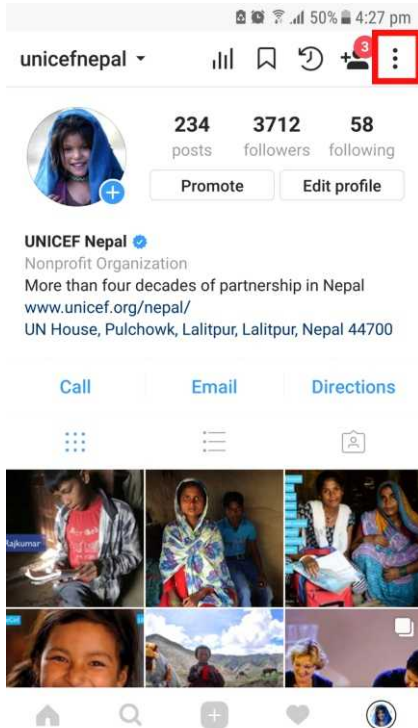 50% 4:27 pm
unicefnepal
3
234 3712 58
posts followers following
Promote Edit profile
UNICEF Nepal
Nonprofit Organization
More than four decades of partnership in Nepal
www.unicef.org/nepal/
UN House, Pulchowk, Lalitpur, Lalitpur, Nepal 44700
Call Email Directions
Rajkumar